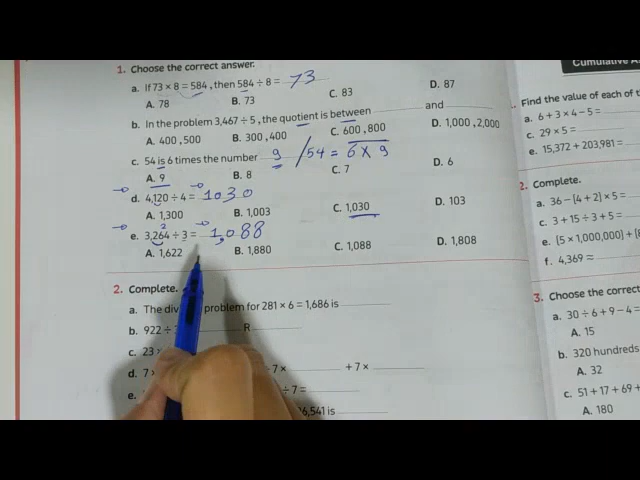 1. Choose the correct answer.
a. If 73 × 8 = 584, then 584 ÷ 8 = 73
A. 78 B. 73 C. 83 D. 87
b. In the problem 3,467 ÷ 5, the quotient is between and
A. 400,500 B. 300,400 C. 600,800 D. 1,000,2,000
c. 54 is 6 times the number 9 / 54 = 6 × 9
A. 9 B. 8 C. 7 D. 6
d. 4,120 ÷ 4 = 1030
A. 1,300 B. 1,003 C. 1,030 D. 103
e. 3,264 ÷ 3 = 1,088
2
A. 1,622 B. 1,880 C. 1,088 D. 1,808
2. Complete.
a. The problem for 281 × 6 = 1,686 is
b. 922 ÷ R
c. 23
d. 7 7 × + 7 ×
e. ÷ 7 =
6,541 is
Cumulative
Find the value of each of
a. 6 + 3 × 4 – 5 =
c. 29 × 5 =
e. 15,372 + 203,981 =
2. Complete.
a. 36 – (4 + 2) × 5 =
c. 3 + 15 ÷ 3 + 5 =
e. (5 × 1,000,000) +
f. 4,369 ≈
3. Choose the correct
a. 30 ÷ 6 + 9 – 4 =
A. 15
b. 320 hundreds
A. 32
c. 51 + 17 + 69 +
A. 180